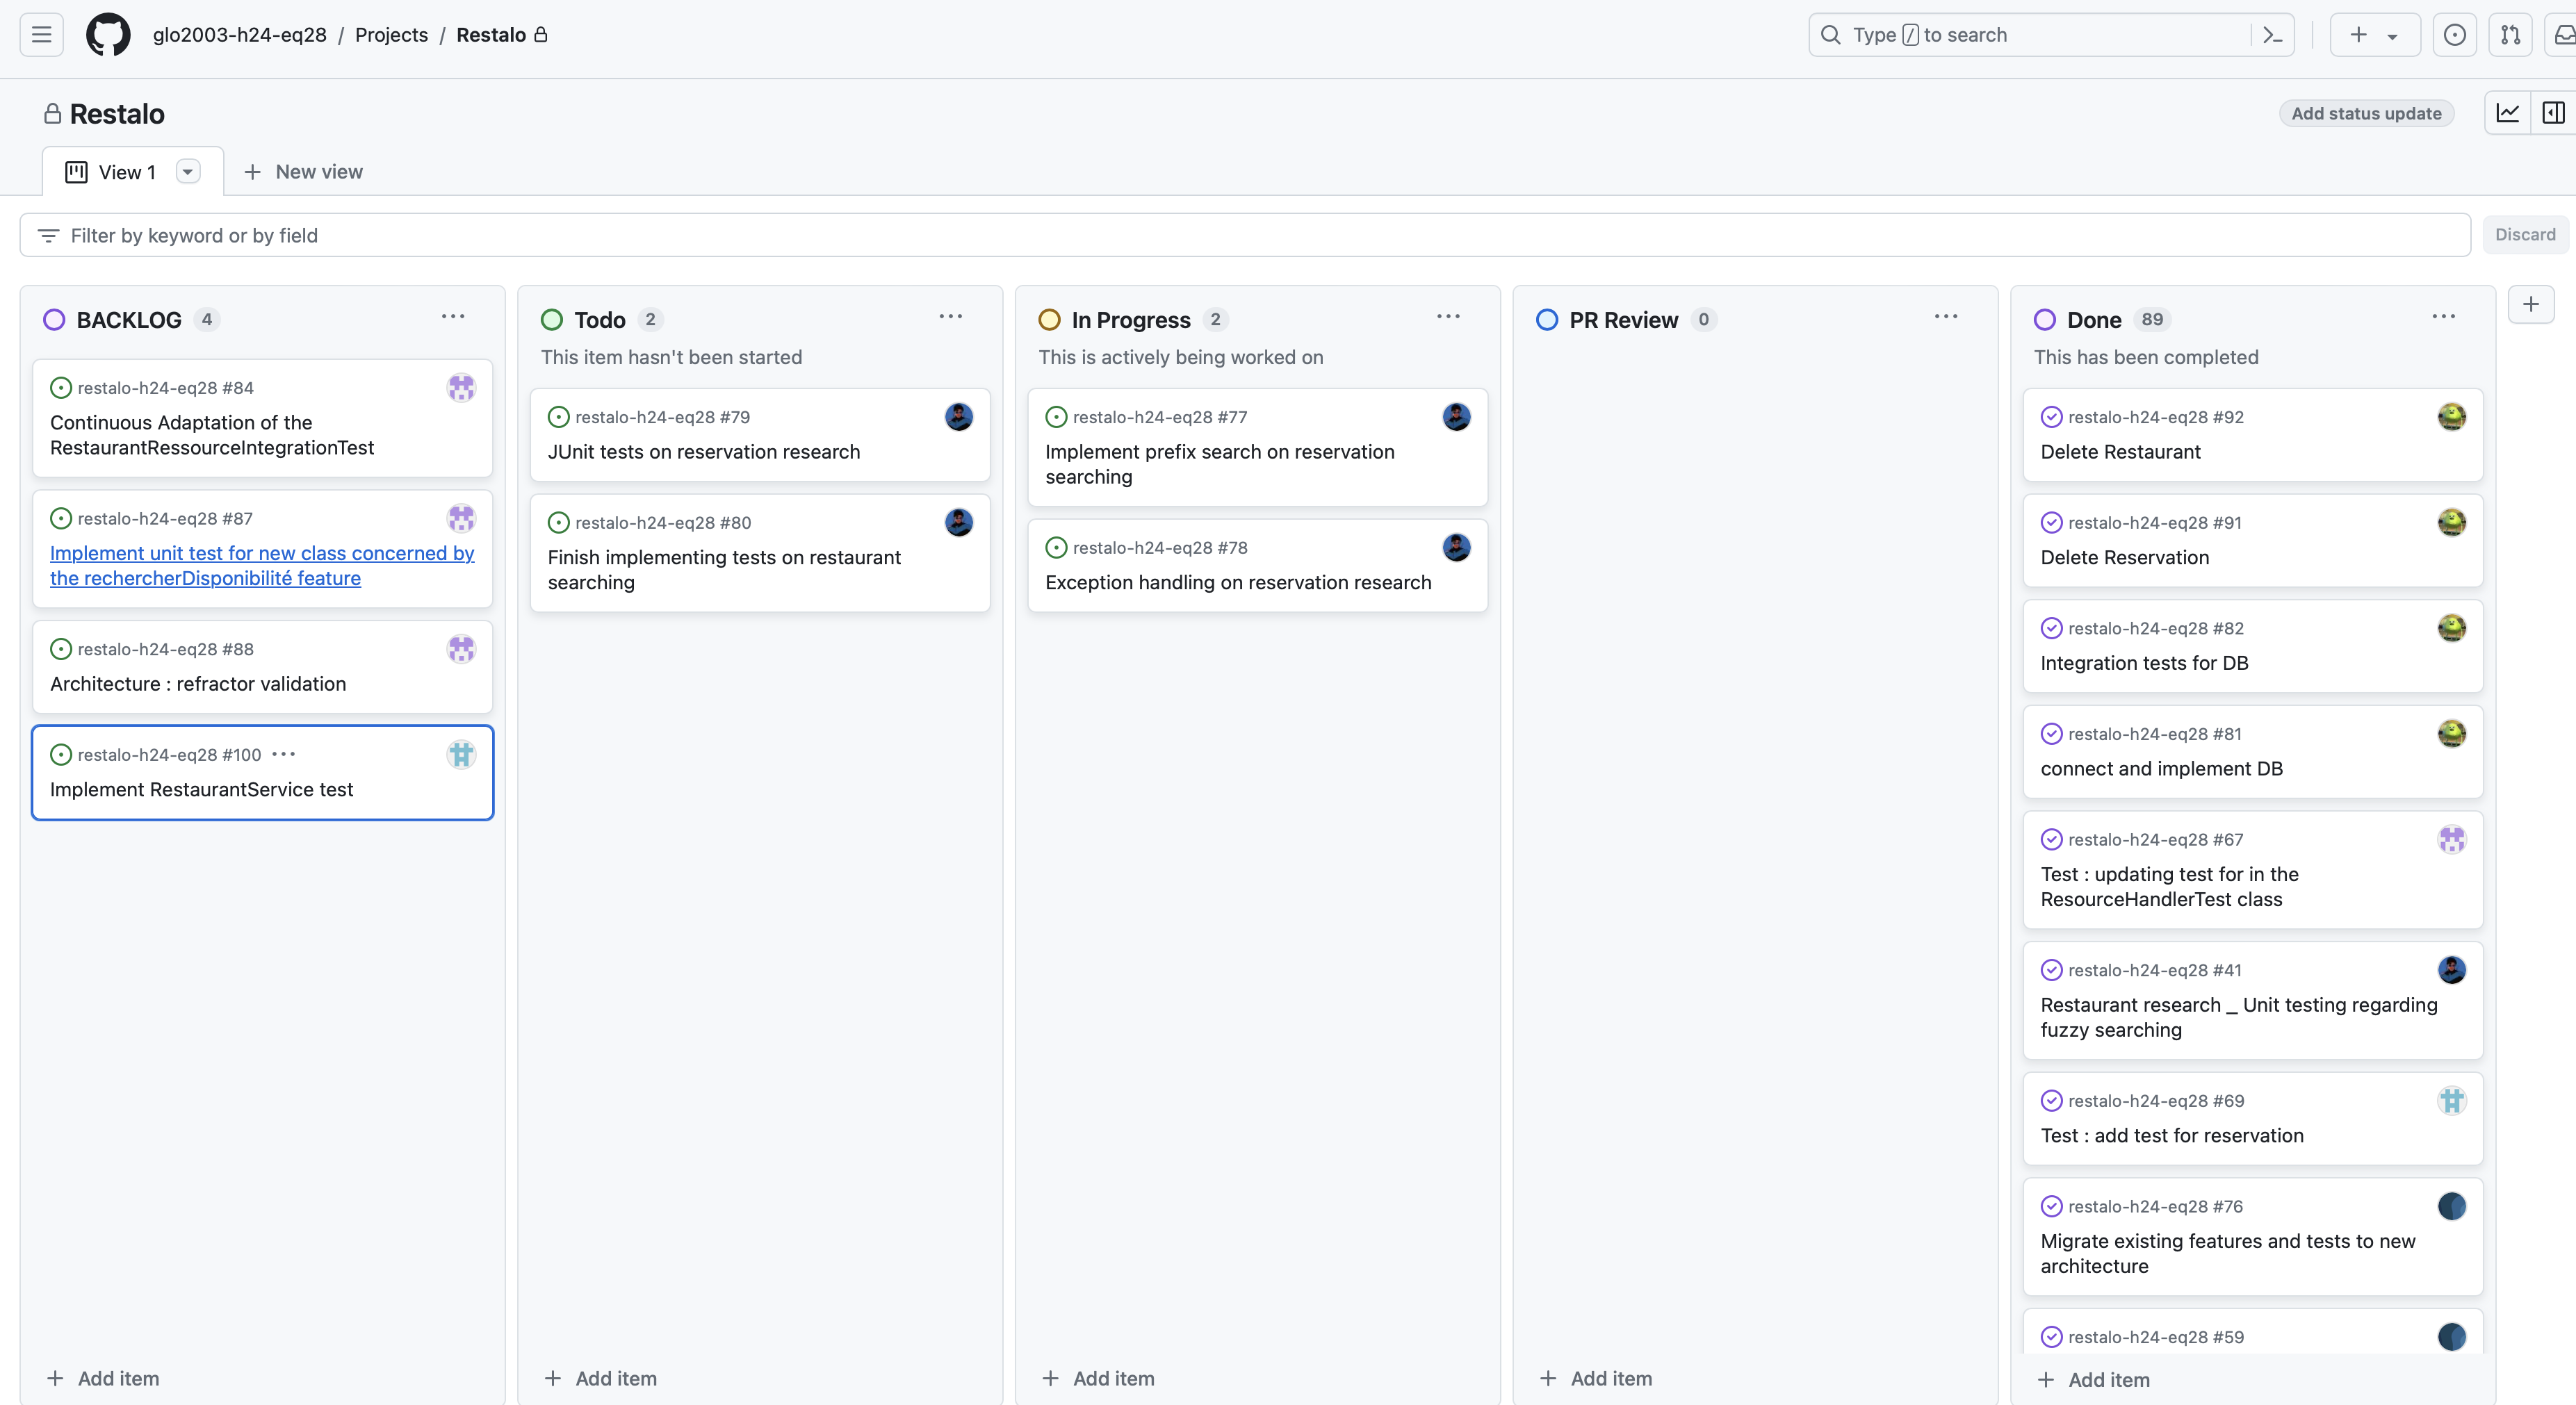 glo2003-h24-eq28 / Projects / Restalo
Type / to search
Restalo
Add status update
View 1
New view
Filter by keyword or by field
Discard
BACKLOG 4
restalo-h24-eq28 #84
Continuous Adaptation of the
RestaurantRessourceIntegrationTest
restalo-h24-eq28 #87
Implement unit test for new class concerned by
the rechercherDisponibilité feature
restalo-h24-eq28 #88
Architecture : refractor validation
restalo-h24-eq28 #100
Implement RestaurantService test
Add item
Todo 2
This item hasn't been started
restalo-h24-eq28 #79
JUnit tests on reservation research
restalo-h24-eq28 #80
Finish implementing tests on restaurant
searching
Add item
In Progress 2
This is actively being worked on
restalo-h24-eq28 #77
Implement prefix search on reservation
searching
restalo-h24-eq28 #78
Exception handling on reservation research
Add item
PR Review 0
Add item
Done 89
This has been completed
restalo-h24-eq28 #92
Delete Restaurant
restalo-h24-eq28 #91
Delete Reservation
restalo-h24-eq28 #82
Integration tests for DB
restalo-h24-eq28 #81
connect and implement DB
restalo-h24-eq28 #67
Test : updating test for in the
ResourceHandlerTest class
restalo-h24-eq28 #41
Restaurant research _ Unit testing regarding
fuzzy searching
restalo-h24-eq28 #69
Test : add test for reservation
restalo-h24-eq28 #76
Migrate existing features and tests to new
architecture
restalo-h24-eq28 #59
Add item